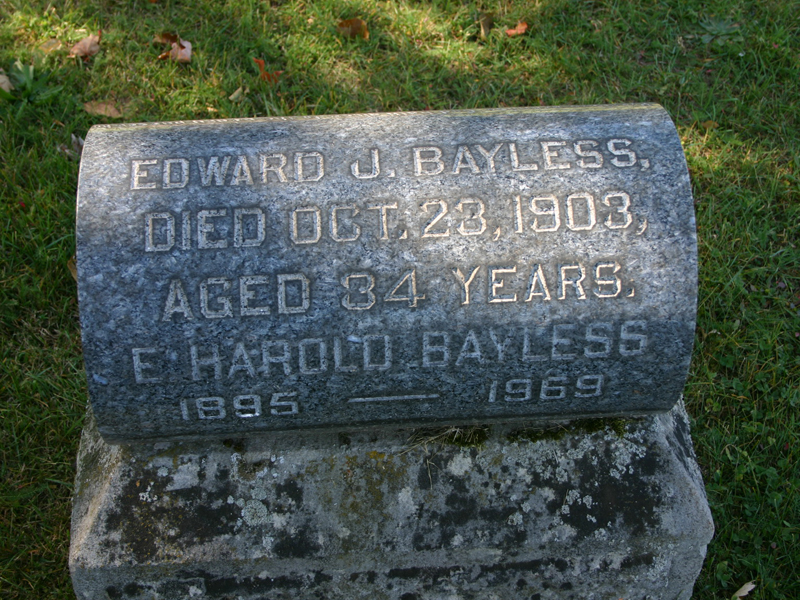 EDWARD J. BAYLESS,
DIED OCT. 23, 1903,
AGED 34 YEARS.
E HAROLD BAYLESS
1895 — 1969